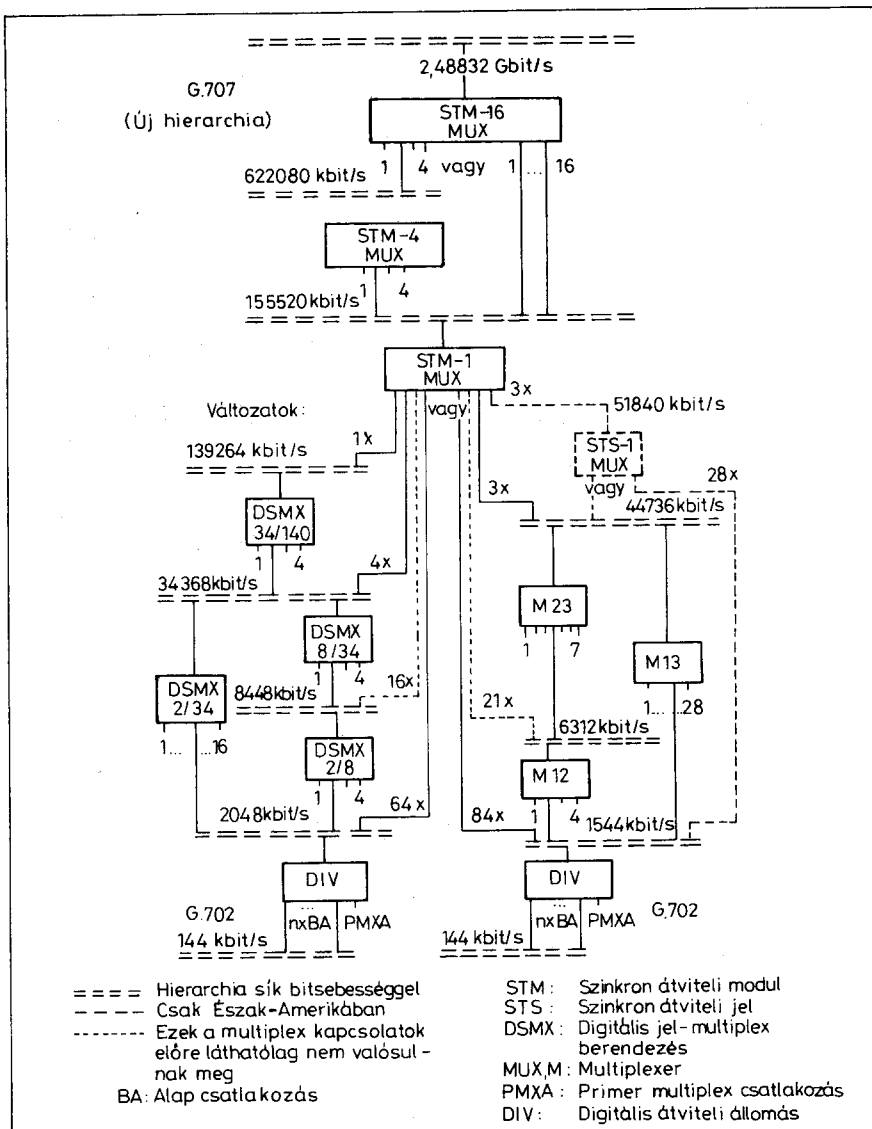 2,48832 Gbit/s
G.707
(Új hierarchia)
STM-16
MUX
1 4 vagy 1 ... 16
622080 kbit/s
STM-4
MUX
1 4
155520 kbit/s
STM-1
MUX
vagy
3x
51840 kbit/s
Változatok:
1x
139264 kbit/s
STS-1
MUX
vagy
28x
3x
44736 kbit/s
DSMX
34/140
1 4
4x
34368 kbit/s
M 23
1 7
DSMX
8/34
1 4
M13
1... ...28
DSMX
2/34
1... ...16
8448 kbit/s
16x
21x
6312 kbit/s
DSMX
2/8
1 4
M 12
1 4
2048 kbit/s
64x
84x
1544 kbit/s
DIV
...
nxBA PMXA
G.702
144 kbit/s
DIV
...
nxBA PMXA
G.702
144 kbit/s
Hierarchia sík bitsebességgel
Csak Észak-Amerikában
Ezek a multiplex kapcsolatok
előre láthatólag nem valósul-
nak meg
BA: Alap csatlakozás
STM: Szinkron átviteli modul
STS: Szinkron átviteli jel
DSMX: Digitális jel-multiplex
berendezés
MUX,M: Multiplexer
PMXA: Primer multiplex csatlakozás
DIV: Digitális átviteli állomás